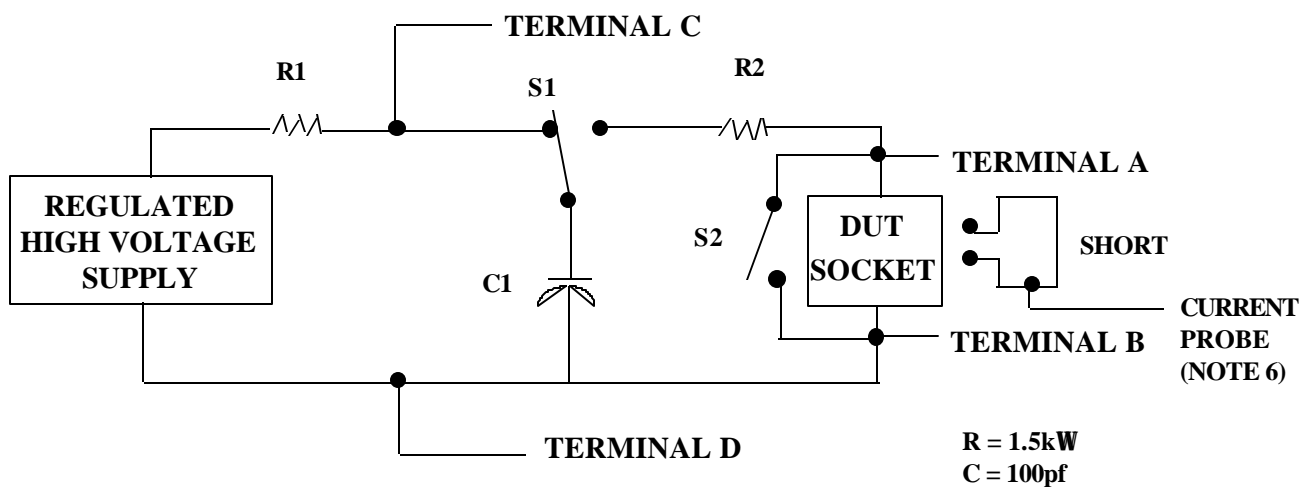 TERMINAL C
R1
S1
R2
TERMINAL A
REGULATED
HIGH VOLTAGE
SUPPLY
S2
DUT
SOCKET
SHORT
C1
CURRENT
PROBE
(NOTE 6)
TERMINAL B
TERMINAL D
R = 1.5kW
C = 100pf